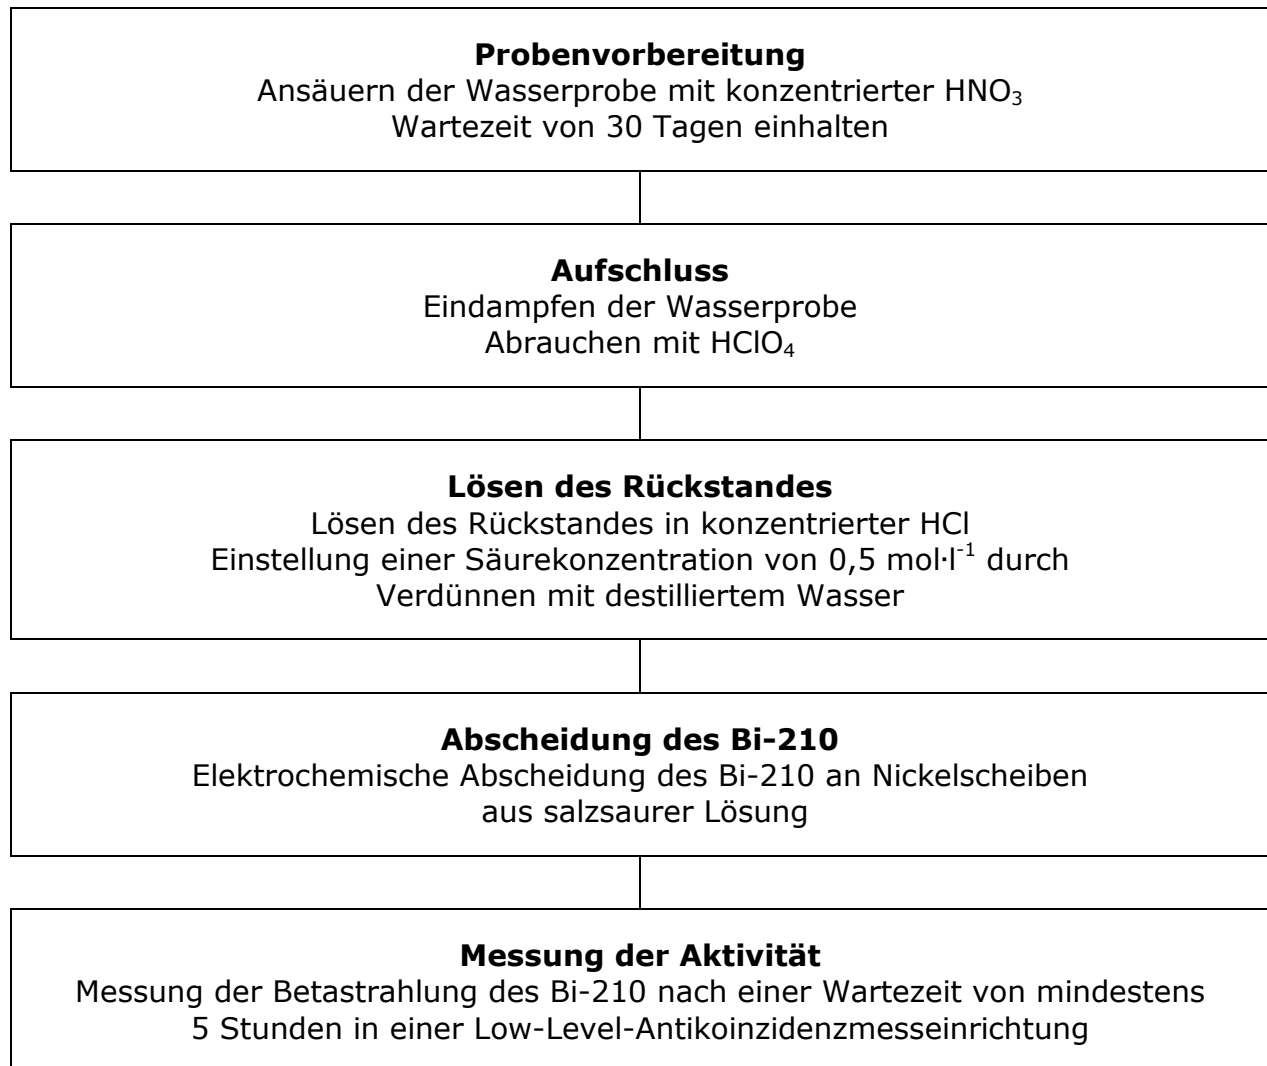 Probenvorbereitung
Ansäuern der Wasserprobe mit konzentrierter HNO₃
Wartezeit von 30 Tagen einhalten
Aufschluss
Eindampfen der Wasserprobe
Abrauchen mit HClO₄
Lösen des Rückstandes
Lösen des Rückstandes in konzentrierter HCl
Einstellung einer Säurekonzentration von 0,5 mol·l⁻¹ durch
Verdünnen mit destilliertem Wasser
Abscheidung des Bi-210
Elektrochemische Abscheidung des Bi-210 an Nickelscheiben
aus salzsaurer Lösung
Messung der Aktivität
Messung der Betastrahlung des Bi-210 nach einer Wartezeit von mindestens
5 Stunden in einer Low-Level-Antikoinzidenzmesseinrichtung